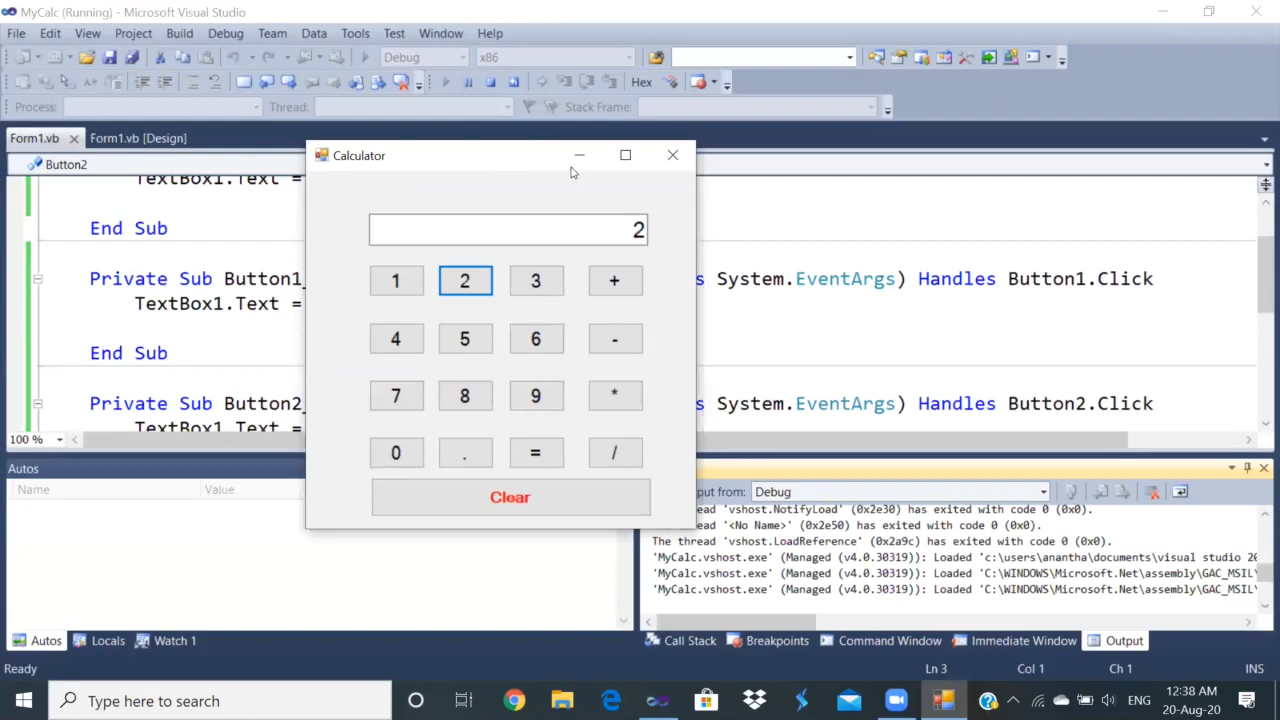 MyCalc (Running) - Microsoft Visual Studio
File Edit View Project Build Debug Team Data Tools Test Window Help
Debug x86
Hex
Process: Thread: Stack Frame:
Form1.vb Form1.vb [Design]
Button2
TextBox1.Text =
End Sub
Private Sub Button1_ s System.EventArgs) Handles Button1.Click
TextBox1.Text =
End Sub
Private Sub Button2_ s System.EventArgs) Handles Button2.Click
TextBox1.Text =
100 %
Calculator
2
1 2 3 +
4 5 6 -
7 8 9 *
0 . = /
Clear
Autos
Name Value
put from: Debug
read 'vshost.NotifyLoad' (0x2e30) has exited with code 0 (0x0).
read '<No Name>' (0x2e50) has exited with code 0 (0x0).
The thread 'vshost.LoadReference' (0x2a9c) has exited with code 0 (0x0).
'MyCalc.vshost.exe' (Managed (v4.0.30319)): Loaded 'c:\users\anantha\documents\visual studio 20
'MyCalc.vshost.exe' (Managed (v4.0.30319)): Loaded 'C:\WINDOWS\Microsoft.Net\assembly\GAC_MSIL\
'MyCalc.vshost.exe' (Managed (v4.0.30319)): Loaded 'C:\WINDOWS\Microsoft.Net\assembly\GAC_MSIL\
Autos Locals Watch 1
Call Stack Breakpoints Command Window Immediate Window Output
Ready Ln 3 Col 1 Ch 1 INS
Type here to search
ENG
12:38 AM
20-Aug-20